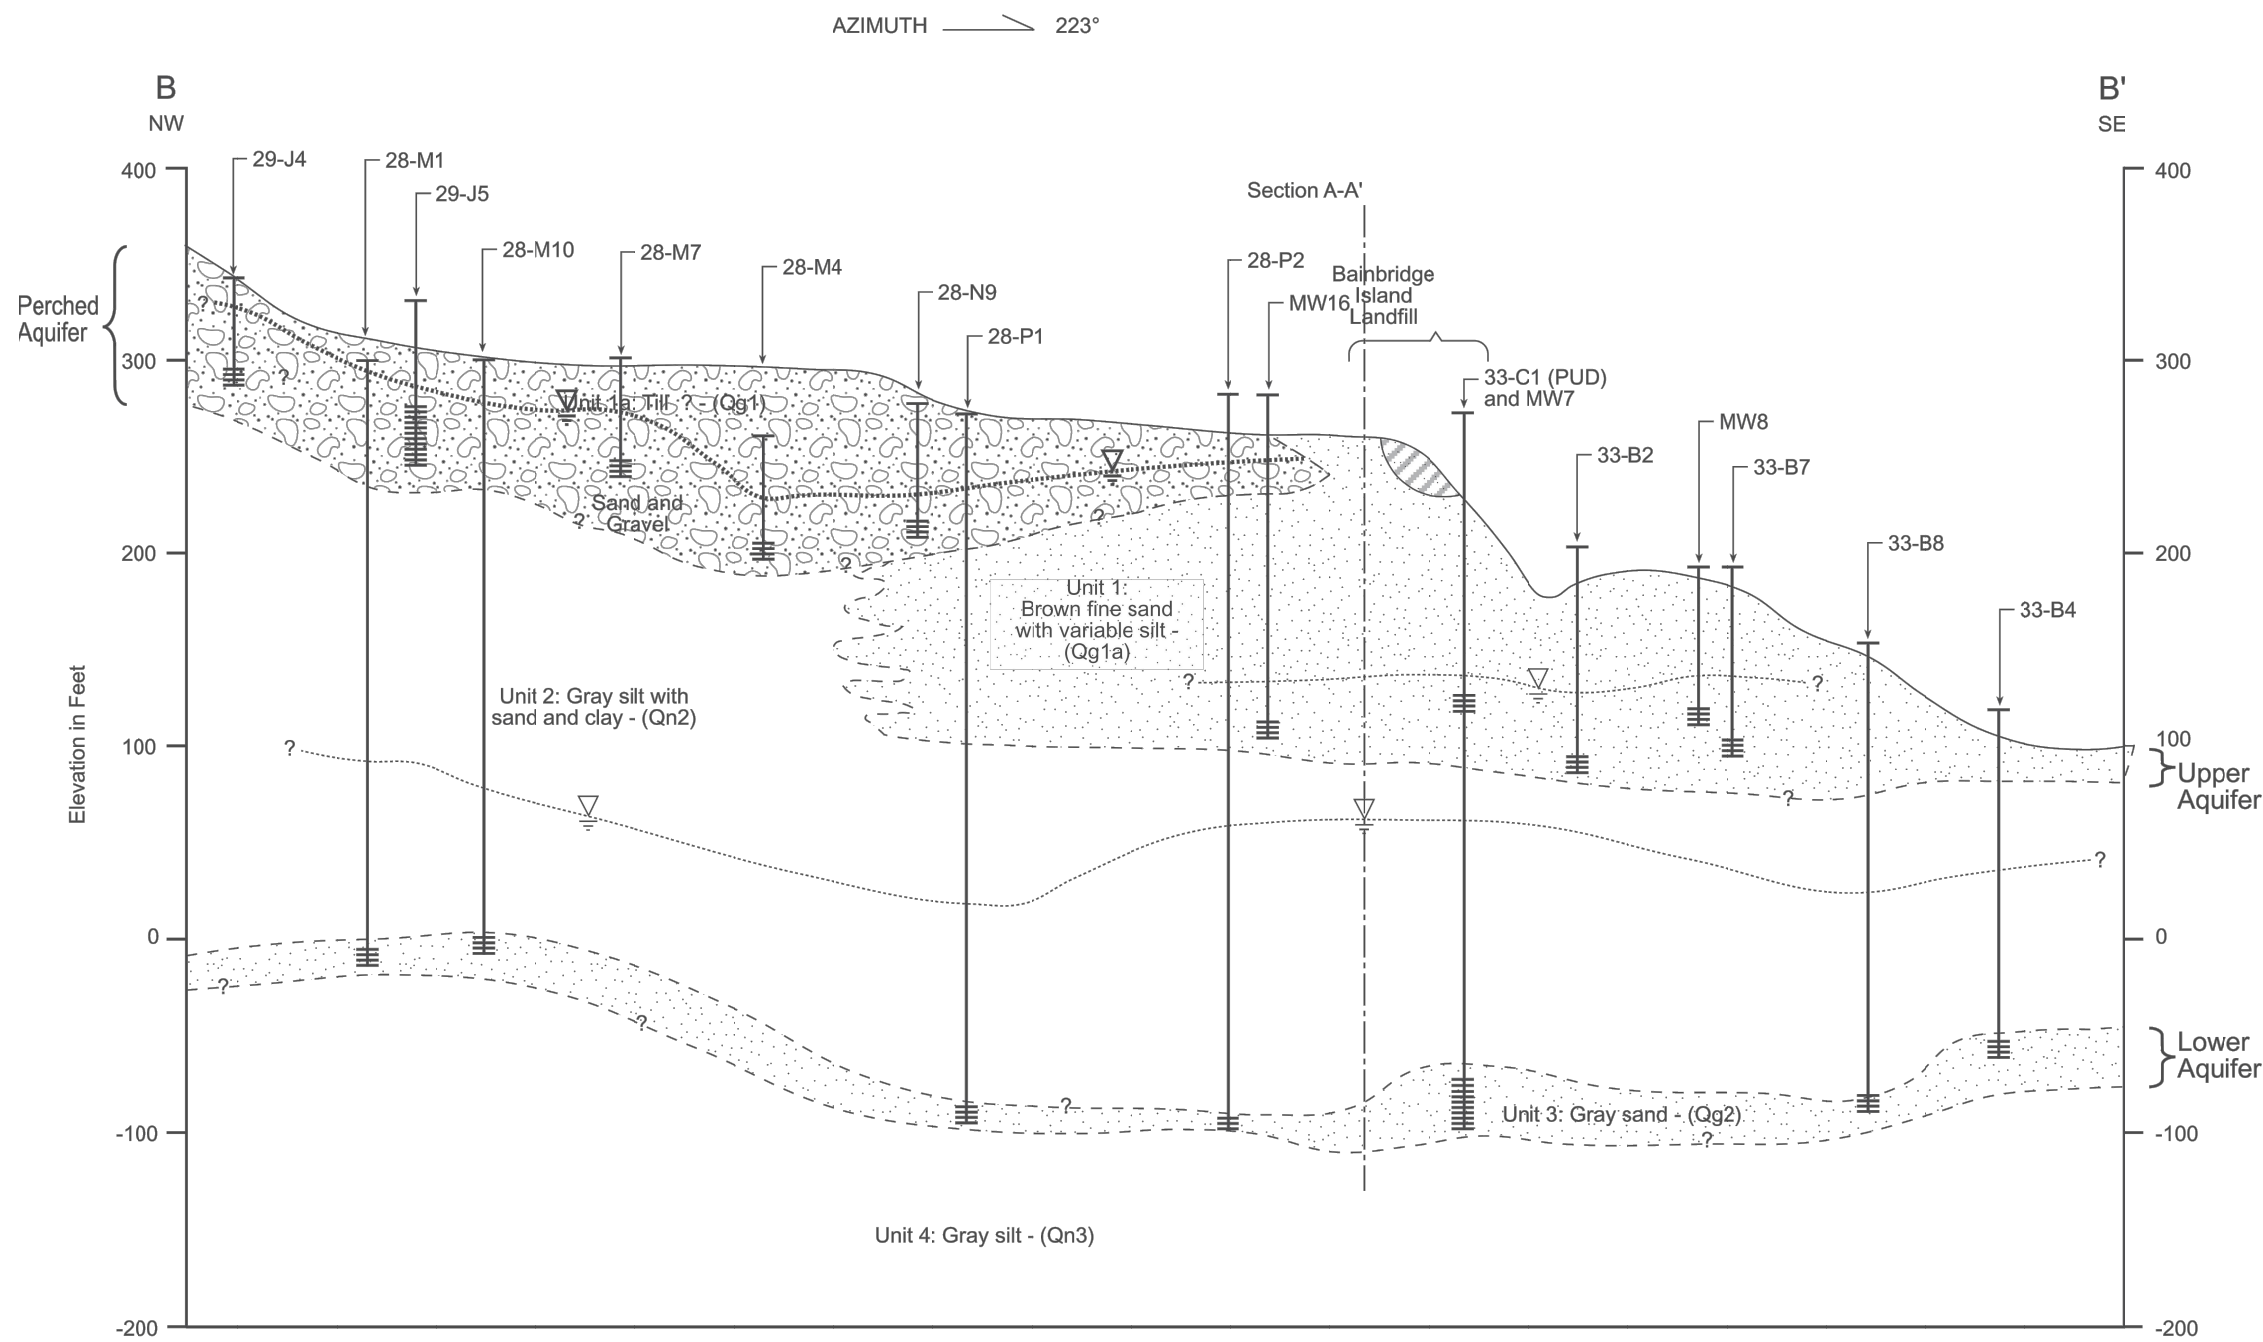 AZIMUTH 223°
B
NW
B'
SE
29-J4
28-M1
29-J5
28-M10
28-M7
28-M4
28-N9
28-P1
Section A-A'
28-P2
MW16
Bainbridge
Island
Landfill
33-C1 (PUD)
and MW7
MW8
33-B2
33-B7
33-B8
33-B4
400
300
200
100
0
-100
-200
Elevation in Feet
400
300
200
100
0
-100
-200
Perched
Aquifer
Upper
Aquifer
Lower
Aquifer
?
?
Unit 1a: Till ? - (Qg1)
Sand and
Gravel
?
?
?
Unit 1:
Brown fine sand
with variable silt -
(Qg1a)
?
?
Unit 2: Gray silt with
sand and clay - (Qn2)
?
?
?
?
?
?
Unit 3: Gray sand - (Qg2)
?
Unit 4: Gray silt - (Qn3)